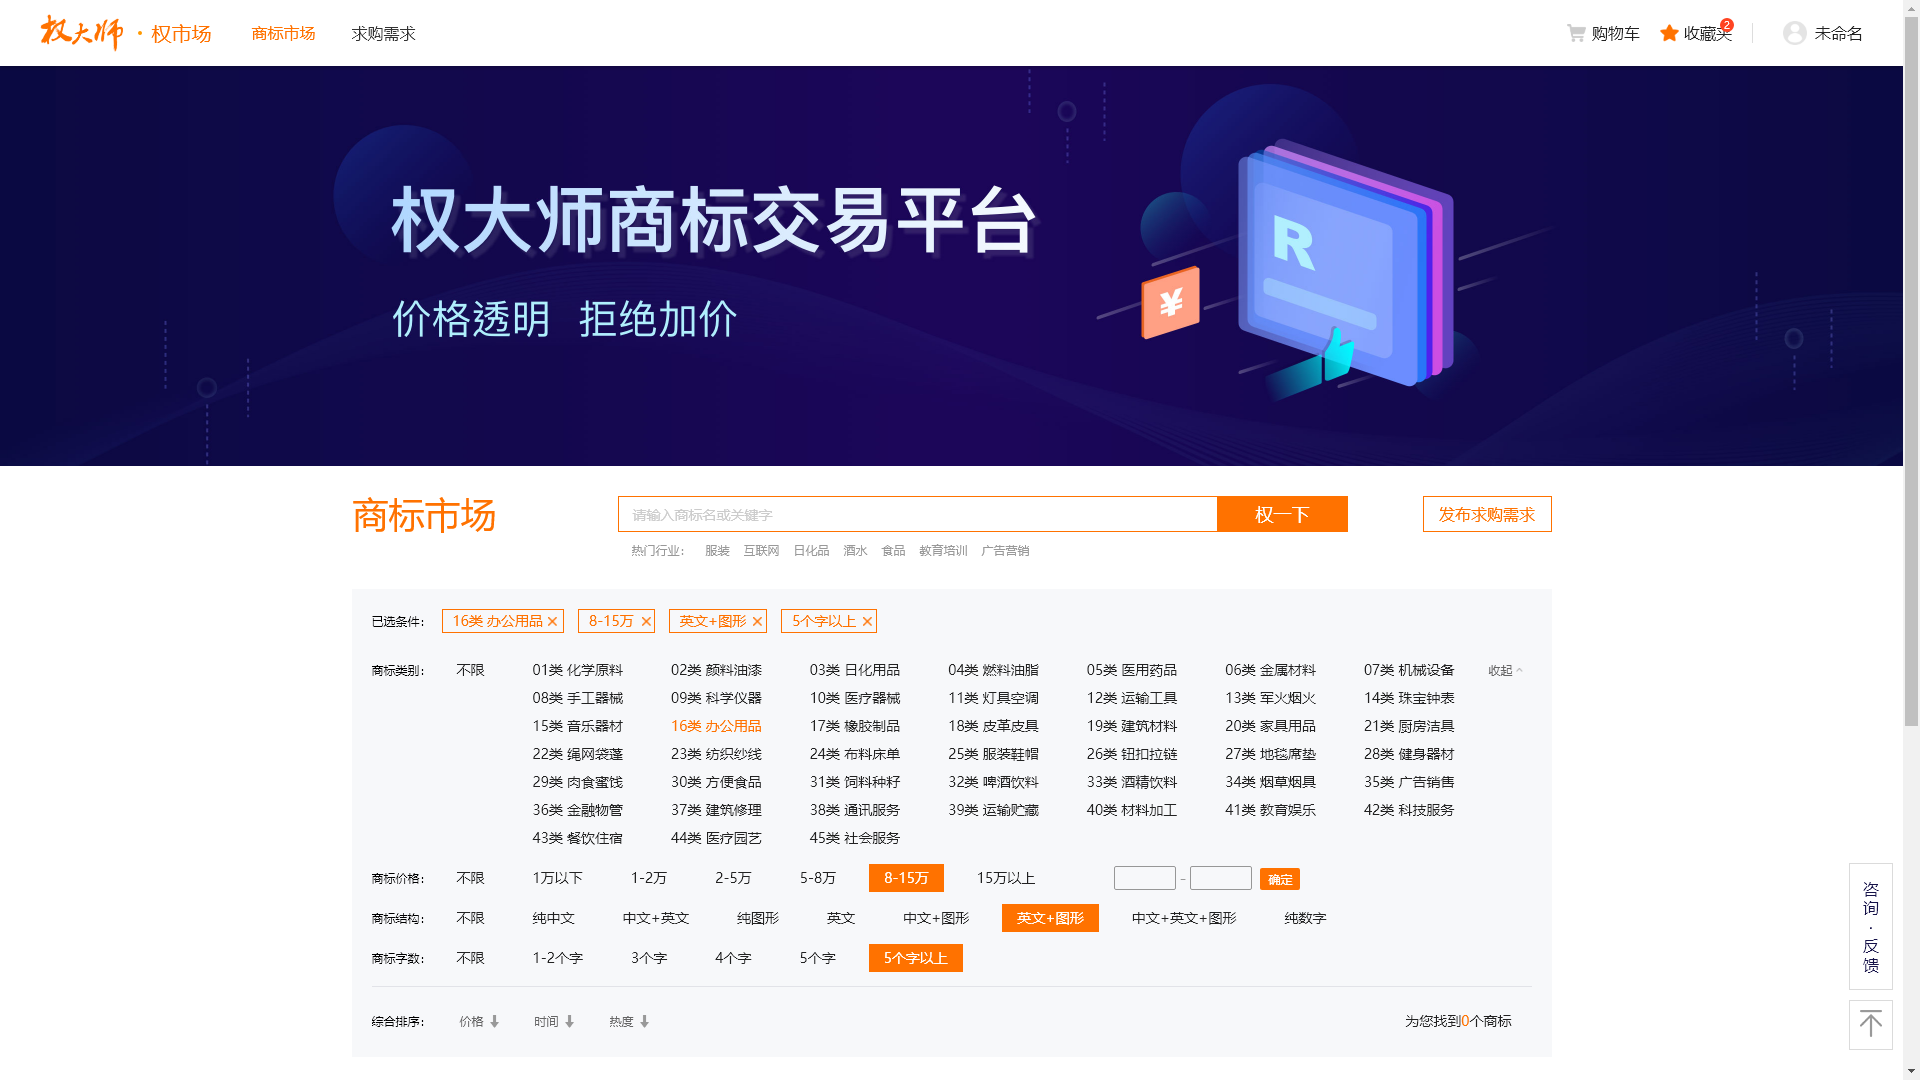 权大师 · 权市场 商标市场 求购需求 购物车 收藏夹 2 未命名
权大师商标交易平台
价格透明 拒绝加价
R
¥
商标市场 请输入商标名或关键字 权一下 发布求购需求
热门行业: 服装 互联网 日化品 酒水 食品 教育培训 广告营销
已选条件: 16类 办公用品 8-15万 英文+图形 5个字以上
商标类别: 不限 01类 化学原料 02类 颜料油漆 03类 日化用品 04类 燃料油脂 05类 医用药品 06类 金属材料 07类 机械设备 收起
08类 手工器械 09类 科学仪器 10类 医疗器械 11类 灯具空调 12类 运输工具 13类 军火烟火 14类 珠宝钟表
15类 音乐器材 16类 办公用品 17类 橡胶制品 18类 皮革皮具 19类 建筑材料 20类 家具用品 21类 厨房洁具
22类 绳网袋蓬 23类 纺织纱线 24类 布料床单 25类 服装鞋帽 26类 钮扣拉链 27类 地毯席垫 28类 健身器材
29类 肉食蜜饯 30类 方便食品 31类 饲料种籽 32类 啤酒饮料 33类 酒精饮料 34类 烟草烟具 35类 广告销售
36类 金融物管 37类 建筑修理 38类 通讯服务 39类 运输贮藏 40类 材料加工 41类 教育娱乐 42类 科技服务
43类 餐饮住宿 44类 医疗园艺 45类 社会服务
商标价格: 不限 1万以下 1-2万 2-5万 5-8万 8-15万 15万以上 - 确定
商标结构: 不限 纯中文 中文+英文 纯图形 英文 中文+图形 英文+图形 中文+英文+图形 纯数字
商标字数: 不限 1-2个字 3个字 4个字 5个字 5个字以上
综合排序: 价格 时间 热度 为您找到0个商标
咨
询
·
反
馈